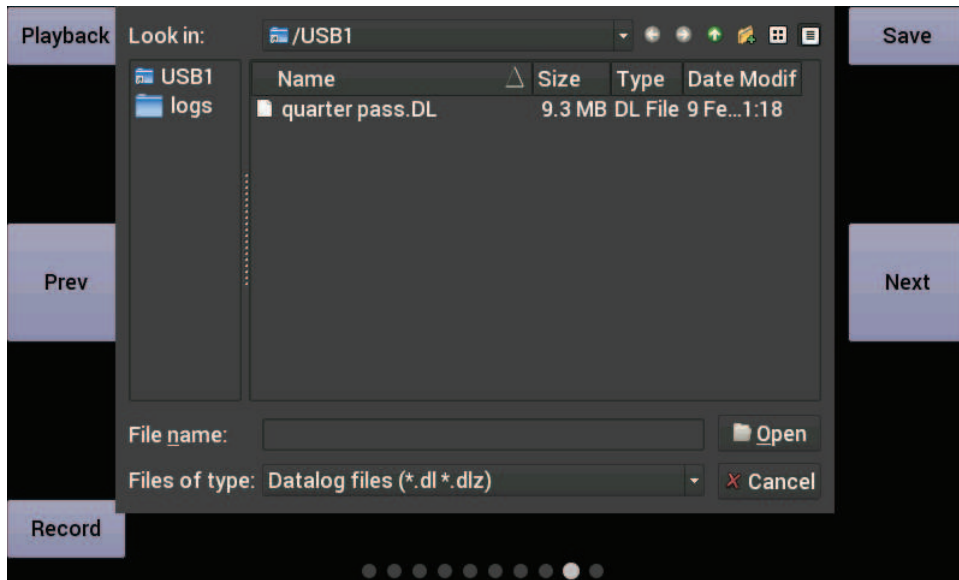 Playback
Look in:
/USB1
Save
USB1
logs
Name Size Type Date Modif
quarter pass.DL 9.3 MB DL File 9 Fe...1:18
Prev
Next
File name:
Open
Files of type: Datalog files (*.dl *.dlz)
Cancel
Record